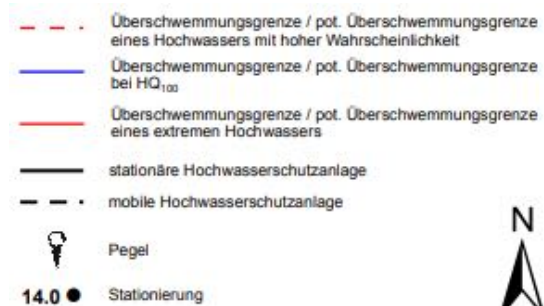 Überschwemmungsgrenze / pot. Überschwemmungsgrenze
eines Hochwassers mit hoher Wahrscheinlichkeit
Überschwemmungsgrenze / pot. Überschwemmungsgrenze
bei HQ₁₀₀
Überschwemmungsgrenze / pot. Überschwemmungsgrenze
eines extremen Hochwassers
stationäre Hochwasserschutzanlage
mobile Hochwasserschutzanlage
N
Pegel
14.0 Stationierung